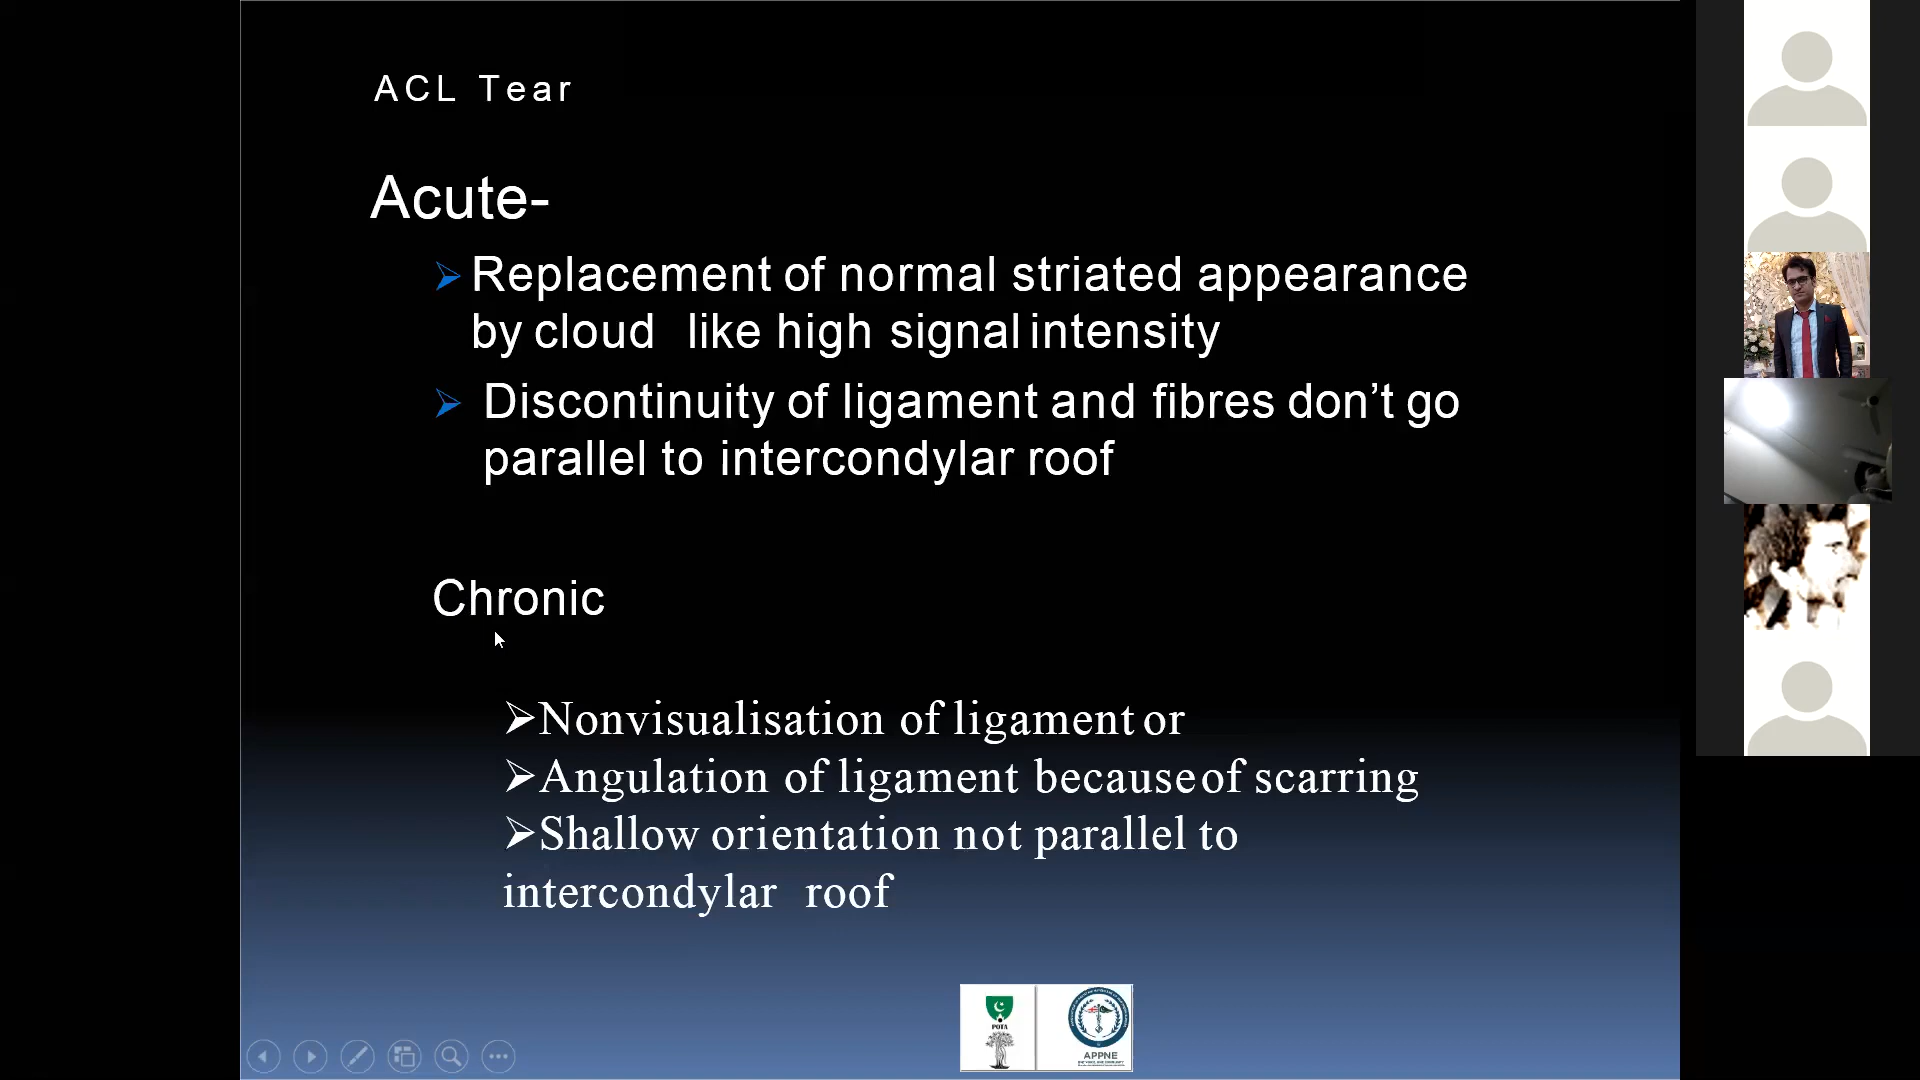 ACL Tear
Acute-
Replacement of normal striated appearance
by cloud like high signal intensity
Discontinuity of ligament and fibres don't go
parallel to intercondylar roof
Chronic
Nonvisualisation of ligament or
Angulation of ligament because of scarring
Shallow orientation not parallel to
intercondylar roof
POTA
APPNE